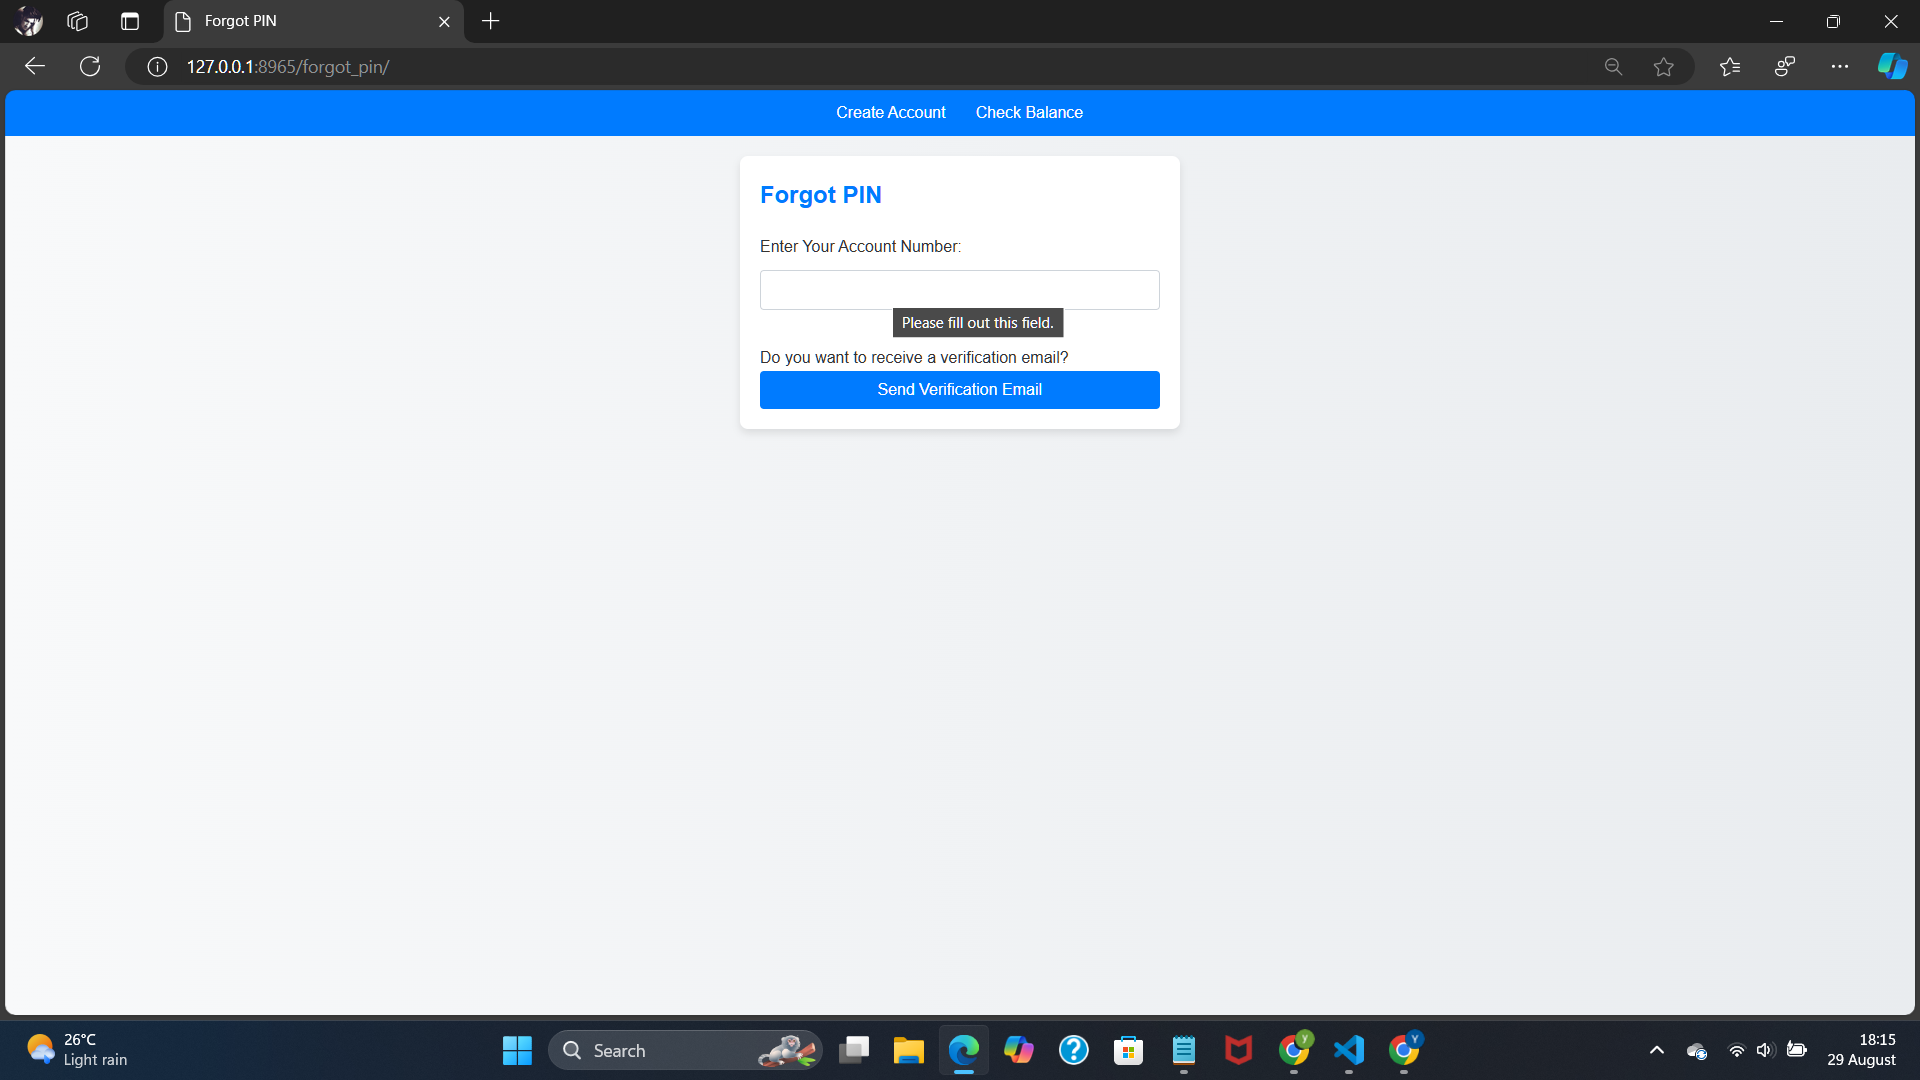 Forgot PIN
127.0.0.1:8965/forgot_pin/
Create Account Check Balance
Forgot PIN
Enter Your Account Number:
Please fill out this field.
Do you want to receive a verification email?
Send Verification Email
26°C
Light rain
Search
y
Y
18:15
29 August